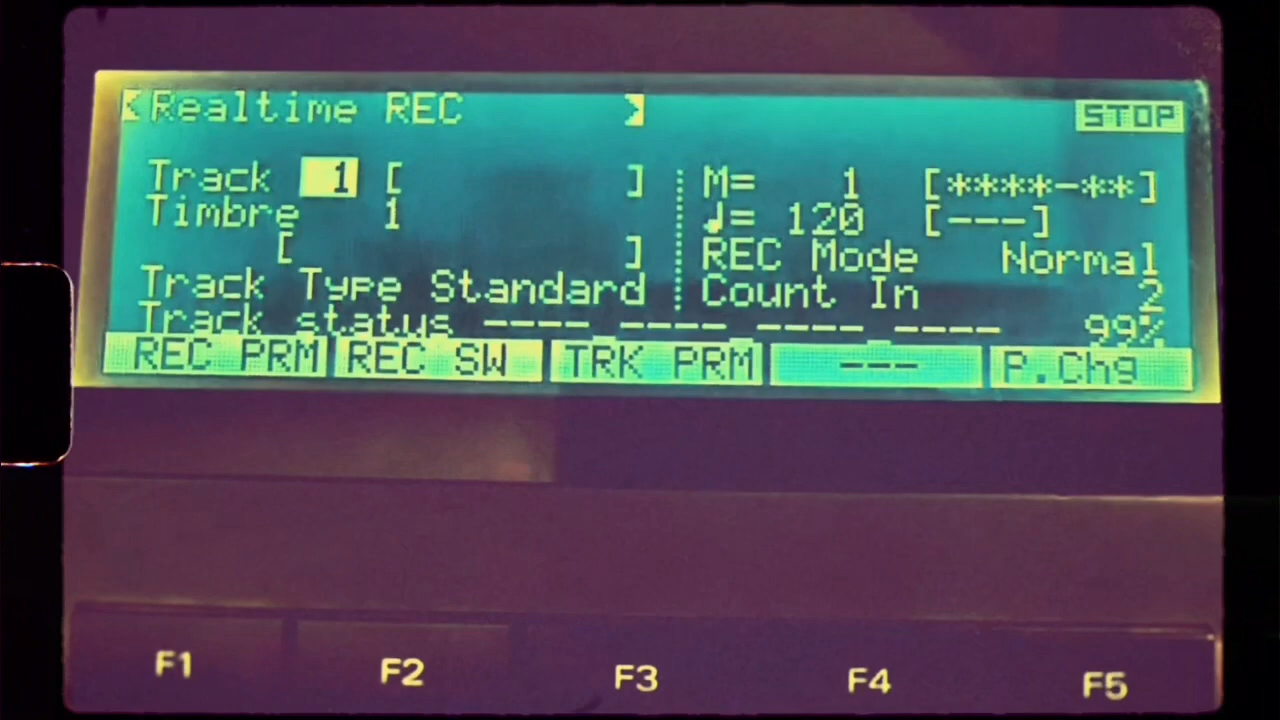 Realtime REC STOP
Track 1 [ ] M= 1 [****-**]
Timbre 1 ♩= 120 [---]
[ ] REC Mode Normal
Track Type Standard Count In 2
Track status ---- ---- ---- ---- 99%
REC PRM REC SW TRK PRM --- P.Chg
F1 F2 F3 F4 F5